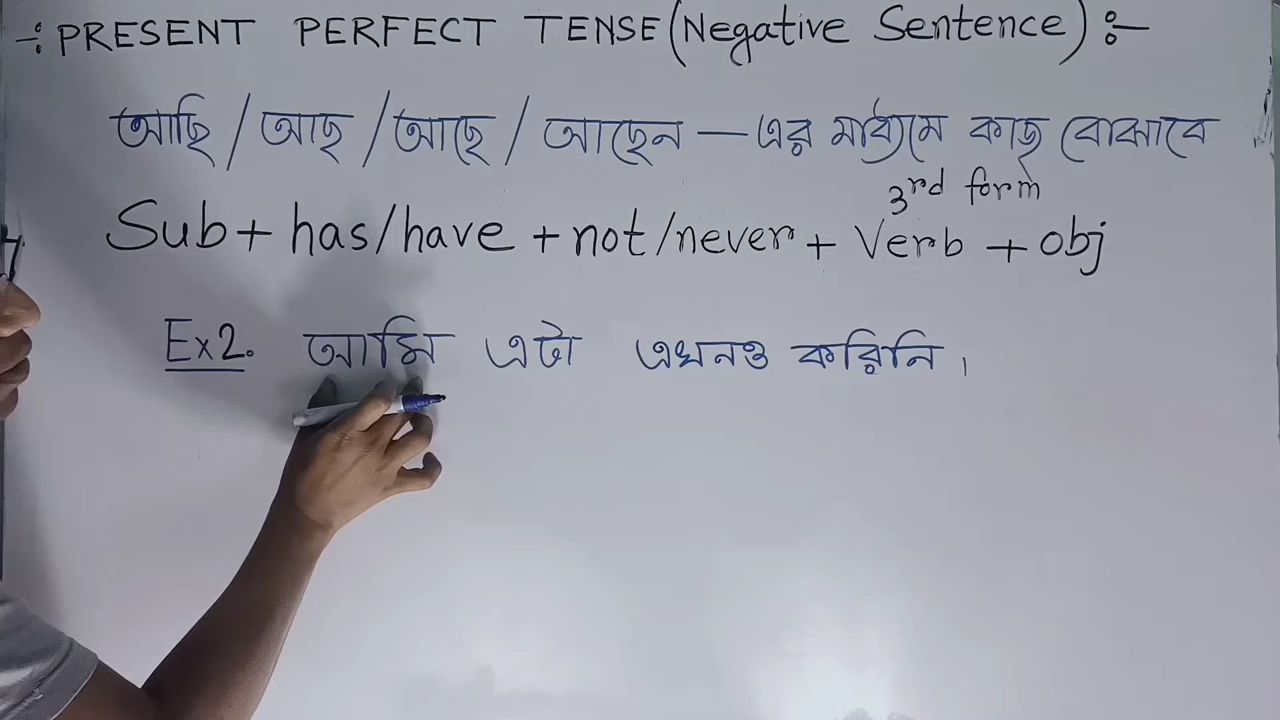 -: PRESENT PERFECT TENSE (Negative Sentence) :-
আছি / আছ / আছে / আছেন — এর মাধ্যমে কাজ বোঝাবে
3rd form
Sub + has/have + not/never + Verb + obj
Ex2. আমি এটা এখনও করিনি।